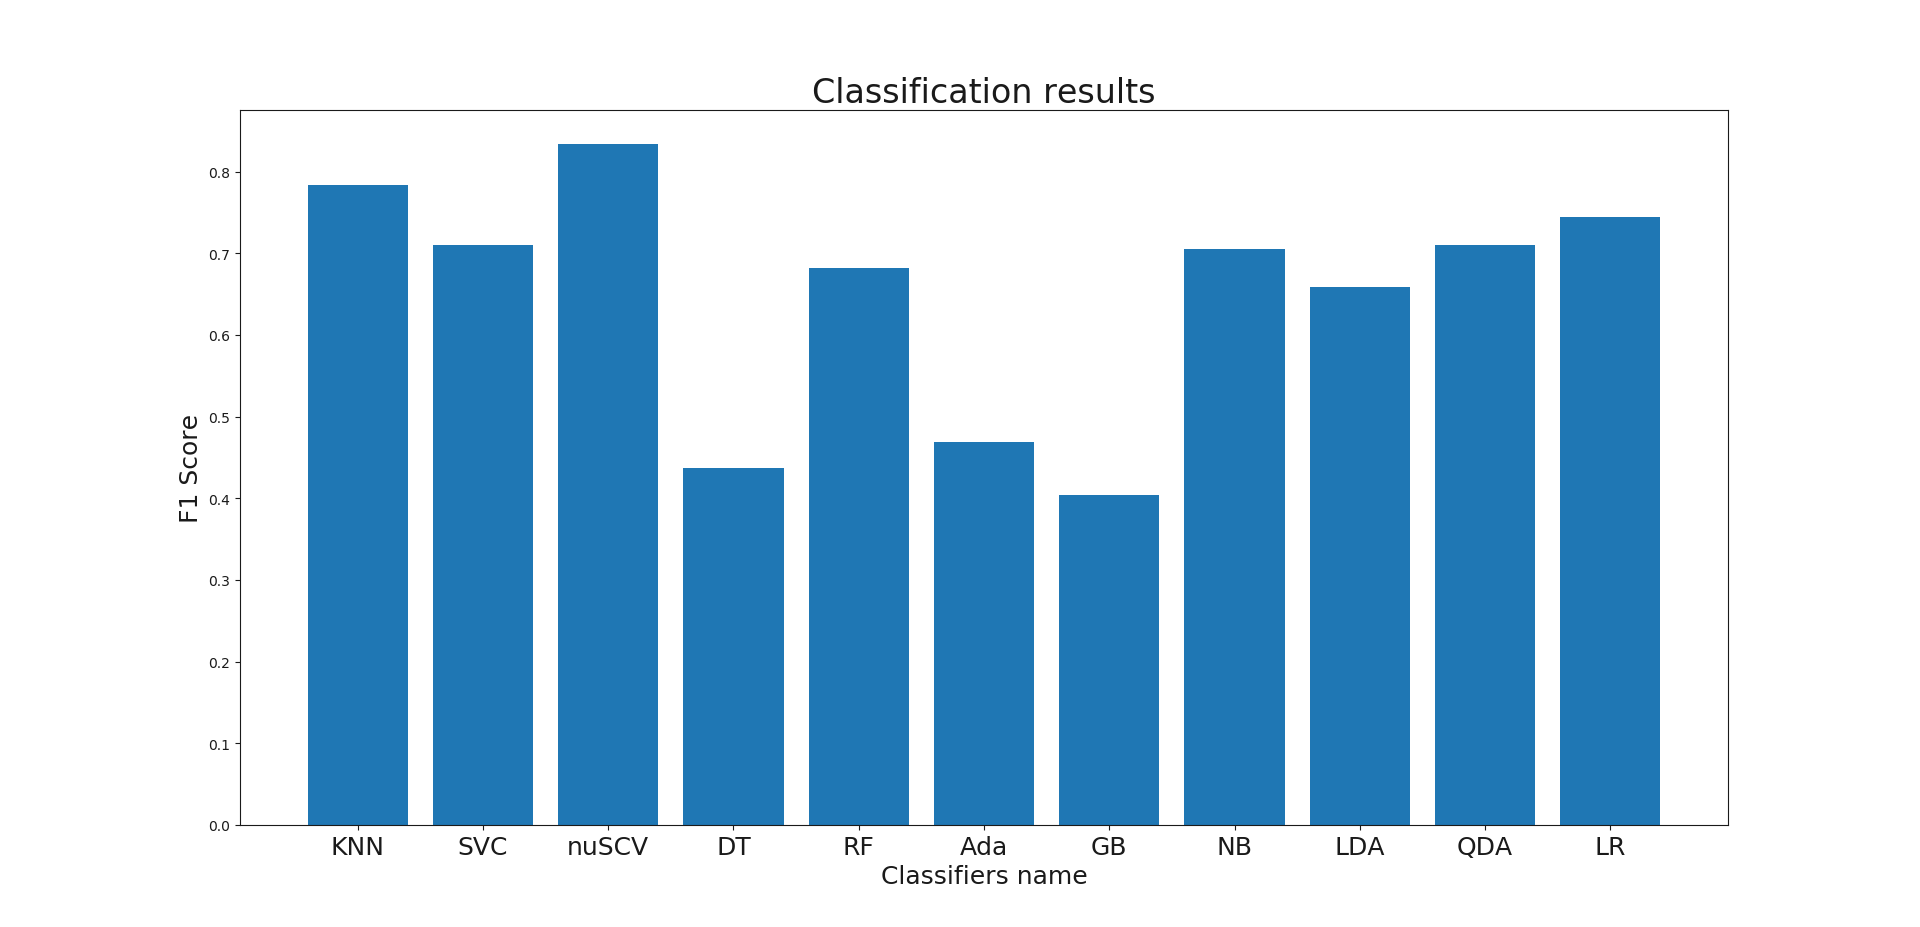 Classification results
F1 Score
0.8
0.7
0.6
0.5
0.4
0.3
0.2
0.1
0.0
KNN SVC nuSCV DT RF Ada GB NB LDA QDA LR
Classifiers name